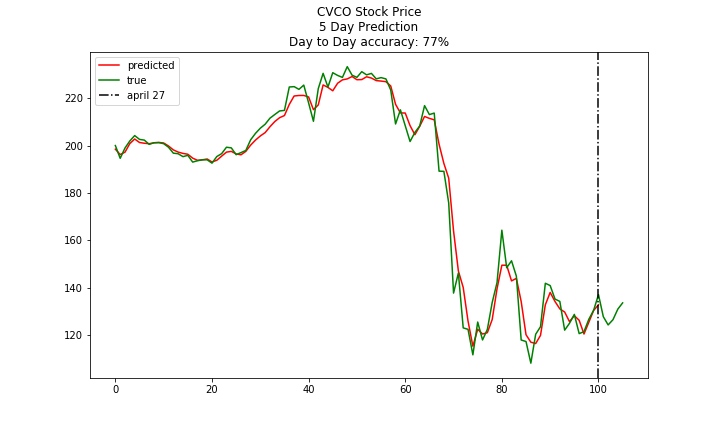 CVCO Stock Price
5 Day Prediction
Day to Day accuracy: 77%
predicted
true
april 27
220
200
180
160
140
120
0
20
40
60
80
100